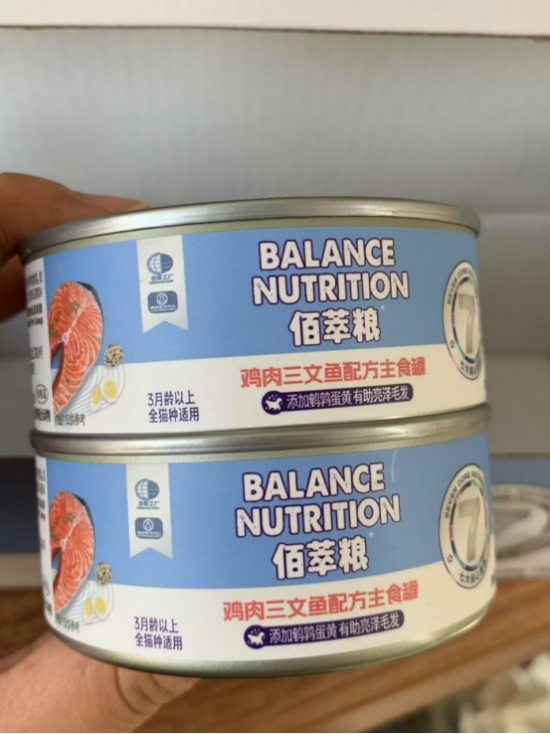 BALANCE
NUTRITION
佰萃粮
鸡肉三文鱼配方主食罐
添加鹌鹑蛋黄 有助亮泽毛发
3月龄以上
全猫种适用
7
BALANCE
NUTRITION
佰萃粮
鸡肉三文鱼配方主食罐
添加鹌鹑蛋黄 有助亮泽毛发
3月龄以上
全猫种适用
7